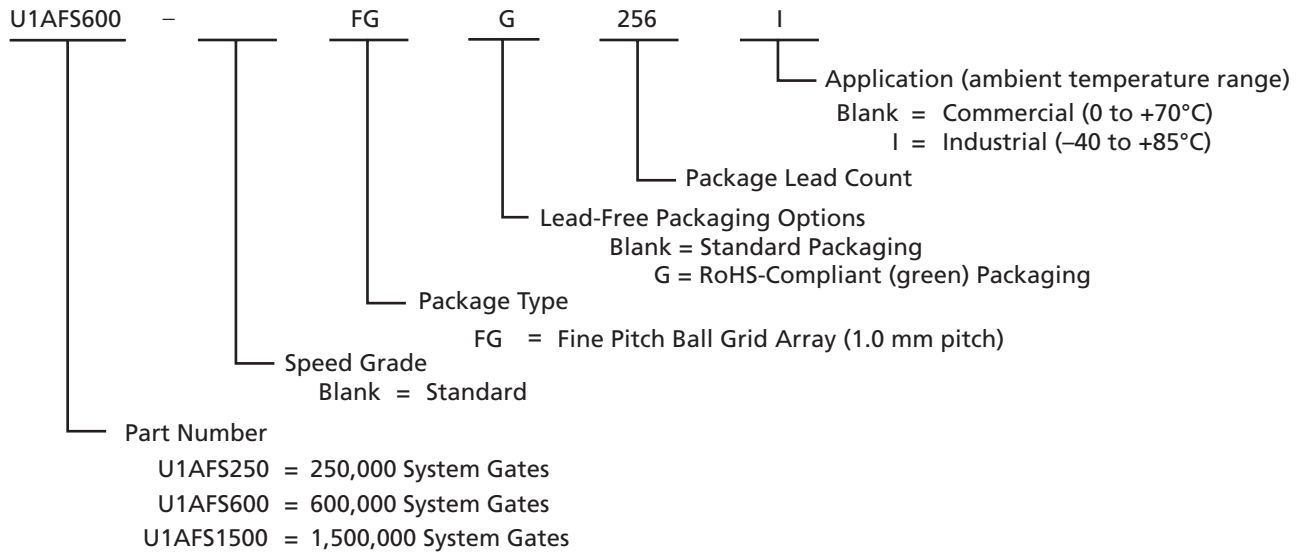 U1AFS600 – FG G 256 I
Application (ambient temperature range)
Blank = Commercial (0 to +70°C)
I = Industrial (–40 to +85°C)
Package Lead Count
Lead-Free Packaging Options
Blank = Standard Packaging
G = RoHS-Compliant (green) Packaging
Package Type
FG = Fine Pitch Ball Grid Array (1.0 mm pitch)
Speed Grade
Blank = Standard
Part Number
U1AFS250 = 250,000 System Gates
U1AFS600 = 600,000 System Gates
U1AFS1500 = 1,500,000 System Gates